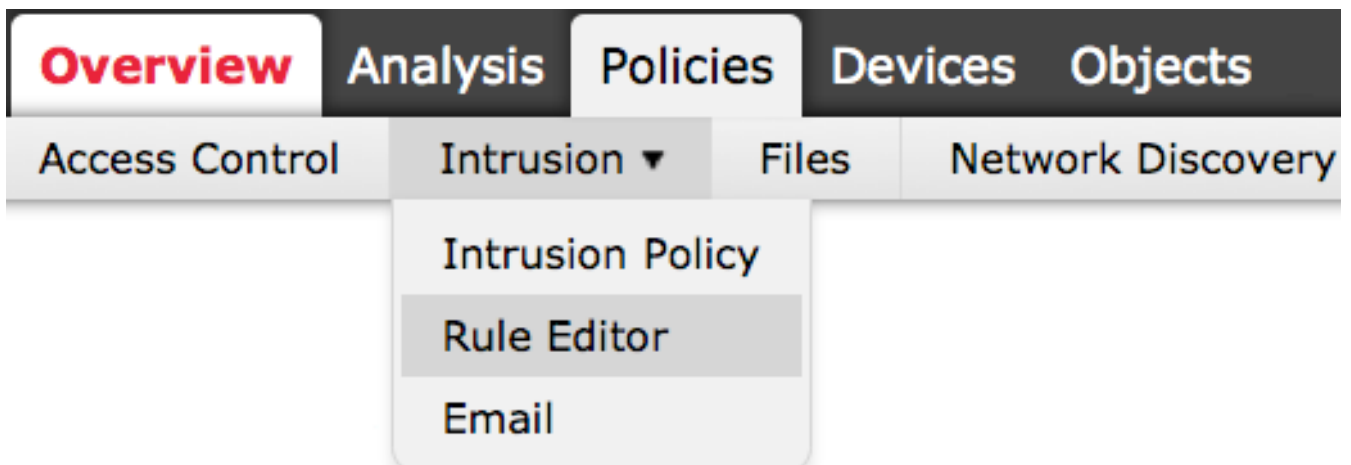 Overview Analysis Policies Devices Objects
Access Control Intrusion ▼ Files Network Discovery
Intrusion Policy
Rule Editor
Email